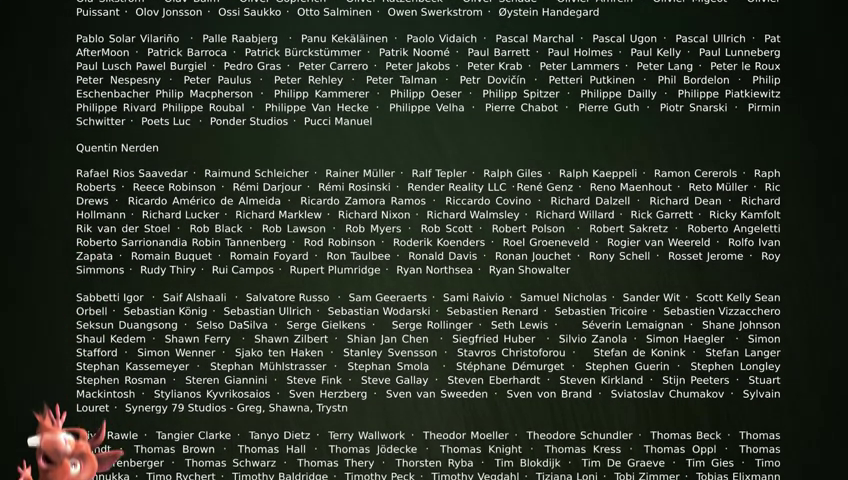 Puissant · Olov Jonsson · Ossi Saukko · Otto Salminen · Owen Swerkstrom · Øystein Handegard
Pablo Solar Vilariño · Palle Raabjerg · Panu Kekäläinen · Paolo Vidaich · Pascal Marchal · Pascal Ugon · Pascal Ullrich · Pat
AfterMoon · Patrick Barroca · Patrick Bürckstümmer · Patrik Noomé · Paul Barrett · Paul Holmes · Paul Kelly · Paul Lunneberg
Paul Lusch Pawel Burgiel · Pedro Gras · Peter Carrero · Peter Jakobs · Peter Krab · Peter Lammers · Peter Lang · Peter le Roux
Peter Nespesny · Peter Paulus · Peter Rehley · Peter Talman · Petr Dovičín · Petteri Putkinen · Phil Bordelon · Philip
Eschenbacher Philip Macpherson · Philipp Kammerer · Philipp Oeser · Philipp Spitzer · Philippe Dailly · Philippe Piatkiewitz
Philippe Rivard Philippe Roubal · Philippe Van Hecke · Philippe Velha · Pierre Chabot · Pierre Guth · Piotr Snarski · Pirmin
Schwitter · Poets Luc · Ponder Studios · Pucci Manuel
Quentin Nerden
Rafael Rios Saavedar · Raimund Schleicher · Rainer Müller · Ralf Tepler · Ralph Giles · Ralph Kaeppeli · Ramon Cererols · Raph
Roberts · Reece Robinson · Rémi Darjour · Rémi Rosinski · Render Reality LLC ·René Genz · Reno Maenhout · Reto Müller · Ric
Drews · Ricardo Américo de Almeida · Ricardo Zamora Ramos · Riccardo Covino · Richard Dalzell · Richard Dean · Richard
Hollmann · Richard Lucker · Richard Marklew · Richard Nixon · Richard Walmsley · Richard Willard · Rick Garrett · Ricky Kamfolt
Rik van der Stoel · Rob Black · Rob Lawson · Rob Myers · Rob Scott · Robert Polson · Robert Sakretz · Roberto Angeletti
Roberto Sarrionandia Robin Tannenberg · Rod Robinson · Roderik Koenders · Roel Groeneveld · Rogier van Weereld · Rolfo Ivan
Zapata · Romain Buquet · Romain Foyard · Ron Taulbee · Ronald Davis · Ronan Jouchet · Rony Schell · Rosset Jerome · Roy
Simmons · Rudy Thiry · Rui Campos · Rupert Plumridge · Ryan Northsea · Ryan Showalter
Sabbetti Igor · Saif Alshaali · Salvatore Russo · Sam Geeraerts · Sami Raivio · Samuel Nicholas · Sander Wit · Scott Kelly Sean
Orbell · Sebastian König · Sebastian Ullrich · Sebastian Wodarski · Sebastien Renard · Sebastien Tricoire · Sebastien Vizzacchero
Seksun Duangsong · Selso DaSilva · Serge Gielkens · Serge Rollinger · Seth Lewis · Séverin Lemaignan · Shane Johnson
Shaul Kedem · Shawn Ferry · Shawn Zilbert · Shian Jan Chen · Siegfried Huber · Silvio Zanola · Simon Haegler · Simon
Stafford · Simon Wenner · Sjako ten Haken · Stanley Svensson · Stavros Christoforou · Stefan de Konink · Stefan Langer
Stephan Kassemeyer · Stephan Mühlstrasser · Stephan Smola · Stéphane Démurget · Stephen Guerin · Stephen Longley
Stephen Rosman · Steren Giannini · Steve Fink · Steve Gallay · Steven Eberhardt · Steven Kirkland · Stijn Peeters · Stuart
Mackintosh · Stylianos Kyvrikosaios · Sven Herzberg · Sven van Sweeden · Sven von Brand · Sviatoslav Chumakov · Sylvain
Louret · Synergy 79 Studios - Greg, Shawna, Trystn
Rawle · Tangier Clarke · Tanyo Dietz · Terry Wallwork · Theodor Moeller · Theodore Schundler · Thomas Beck · Thomas
· Thomas Brown · Thomas Hall · Thomas Jödecke · Thomas Knight · Thomas Kress · Thomas Oppl · Thomas
· Thomas Schwarz · Thomas Thery · Thorsten Ryba · Tim Blokdijk · Tim De Graeve · Tim Gies · Timo
· Timo Rychert · Timothy Baldridge · Timothy Peck · Timothy Vegdahl · Tiziana Loni · Tobi Zimmer · Tobias Elixmann